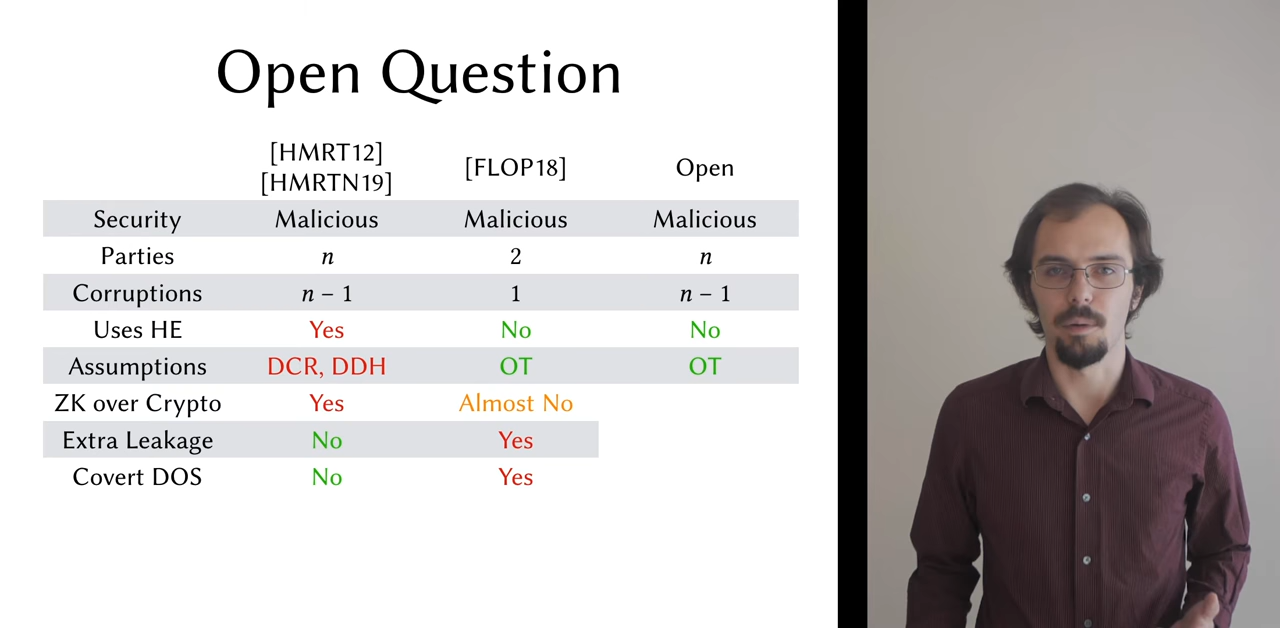 Open Question
[HMRT12]
[HMRTN19] [FLOP18] Open
Security Malicious Malicious Malicious
Parties n 2 n
Corruptions n – 1 1 n – 1
Uses HE Yes No No
Assumptions DCR, DDH OT OT
ZK over Crypto Yes Almost No
Extra Leakage No Yes
Covert DOS No Yes